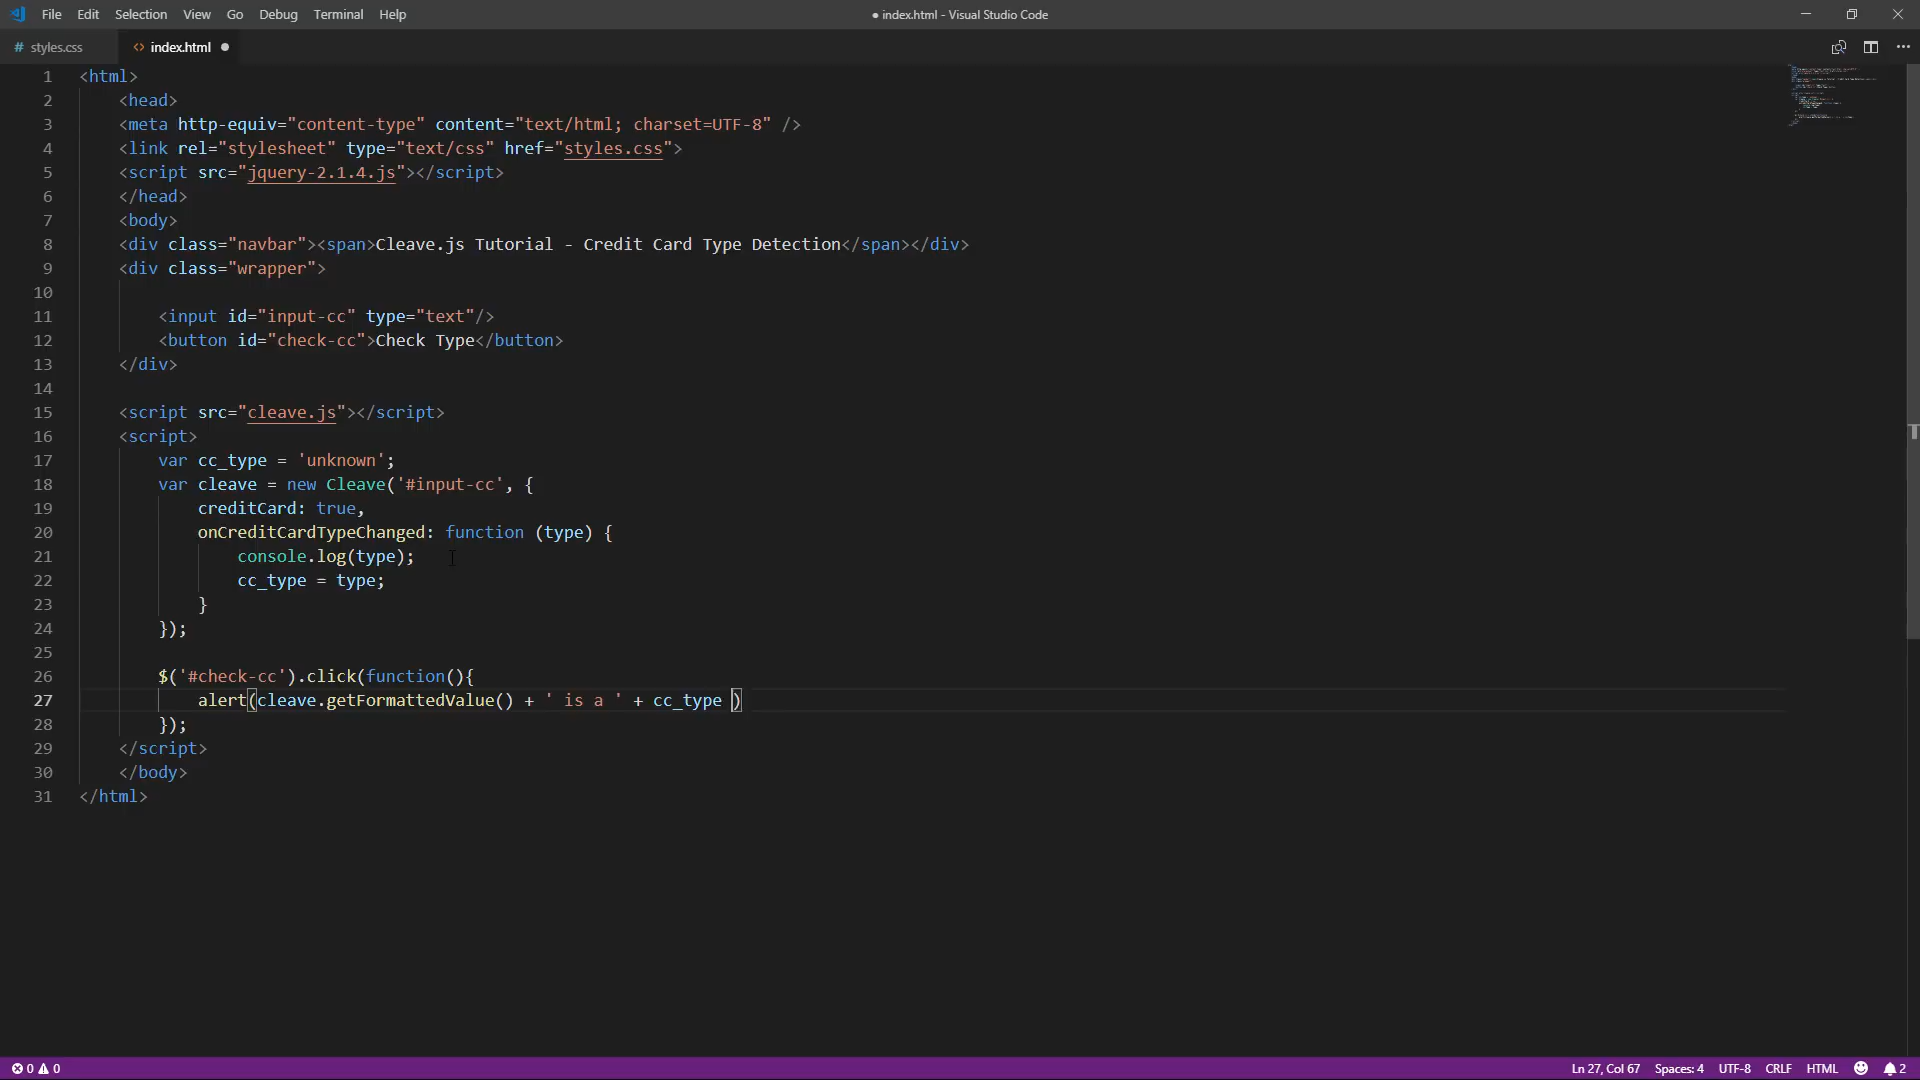 File Edit Selection View Go Debug Terminal Help
● index.html - Visual Studio Code
# styles.css
<> index.html ●
1 <html>
2 <head>
3 <meta http-equiv="content-type" content="text/html; charset=UTF-8" />
4 <link rel="stylesheet" type="text/css" href="styles.css">
5 <script src="jquery-2.1.4.js"></script>
6 </head>
7 <body>
8 <div class="navbar"><span>Cleave.js Tutorial - Credit Card Type Detection</span></div>
9 <div class="wrapper">
10
11 <input id="input-cc" type="text"/>
12 <button id="check-cc">Check Type</button>
13 </div>
14
15 <script src="cleave.js"></script>
16 <script>
17 var cc_type = 'unknown';
18 var cleave = new Cleave('#input-cc', {
19 creditCard: true,
20 onCreditCardTypeChanged: function (type) {
21 console.log(type);
22 cc_type = type;
23 }
24 });
25
26 $('#check-cc').click(function(){
27 alert(cleave.getFormattedValue() + ' is a ' + cc_type )
28 });
29 </script>
30 </body>
31 </html>
0 0
Ln 27, Col 67 Spaces: 4 UTF-8 CRLF HTML 2